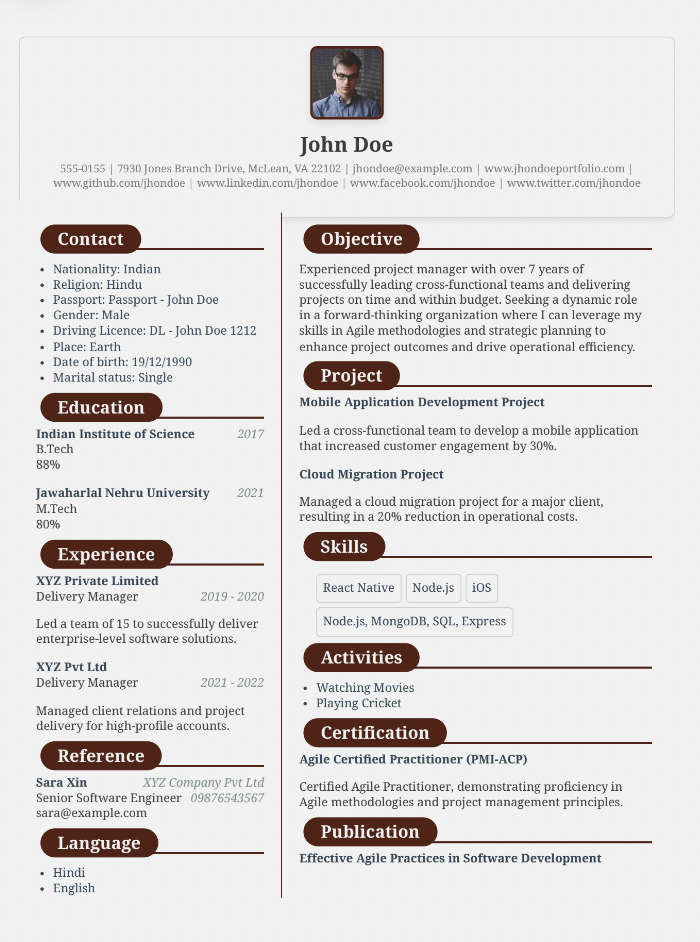 John Doe
555-0155 | 7930 Jones Branch Drive, McLean, VA 22102 | jhondoe@example.com | www.jhondoeportfolio.com |
www.github.com/jhondoe | www.linkedin.com/jhondoe | www.facebook.com/jhondoe | www.twitter.com/jhondoe
Contact
• Nationality: Indian
• Religion: Hindu
• Passport: Passport - John Doe
• Gender: Male
• Driving Licence: DL - John Doe 1212
• Place: Earth
• Date of birth: 19/12/1990
• Marital status: Single
Education
Indian Institute of Science 2017
B.Tech
88%
Jawaharlal Nehru University 2021
M.Tech
80%
Experience
XYZ Private Limited
Delivery Manager 2019 - 2020
Led a team of 15 to successfully deliver
enterprise-level software solutions.
XYZ Pvt Ltd
Delivery Manager 2021 - 2022
Managed client relations and project
delivery for high-profile accounts.
Reference
Sara Xin XYZ Company Pvt Ltd
Senior Software Engineer 09876543567
sara@example.com
Language
• Hindi
• English
Objective
Experienced project manager with over 7 years of
successfully leading cross-functional teams and delivering
projects on time and within budget. Seeking a dynamic role
in a forward-thinking organization where I can leverage my
skills in Agile methodologies and strategic planning to
enhance project outcomes and drive operational efficiency.
Project
Mobile Application Development Project
Led a cross-functional team to develop a mobile application
that increased customer engagement by 30%.
Cloud Migration Project
Managed a cloud migration project for a major client,
resulting in a 20% reduction in operational costs.
Skills
React Native Node.js iOS
Node.js, MongoDB, SQL, Express
Activities
• Watching Movies
• Playing Cricket
Certification
Agile Certified Practitioner (PMI-ACP)
Certified Agile Practitioner, demonstrating proficiency in
Agile methodologies and project management principles.
Publication
Effective Agile Practices in Software Development